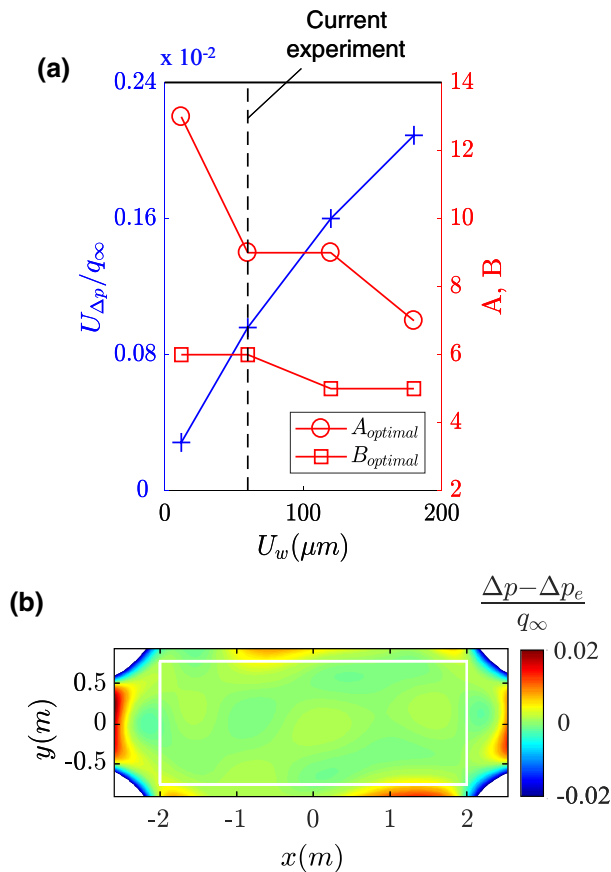 Current
experiment
(a)
x 10⁻²
0.24
0.16
0.08
0
U_Δp/q_∞
14
12
10
8
6
4
2
A, B
A_optimal
B_optimal
0 100 200
U_w(μm)
(b)
Δp−Δp_e
q_∞
0.02
0
-0.02
0.5
0
-0.5
y(m)
-2 -1 0 1 2
x(m)